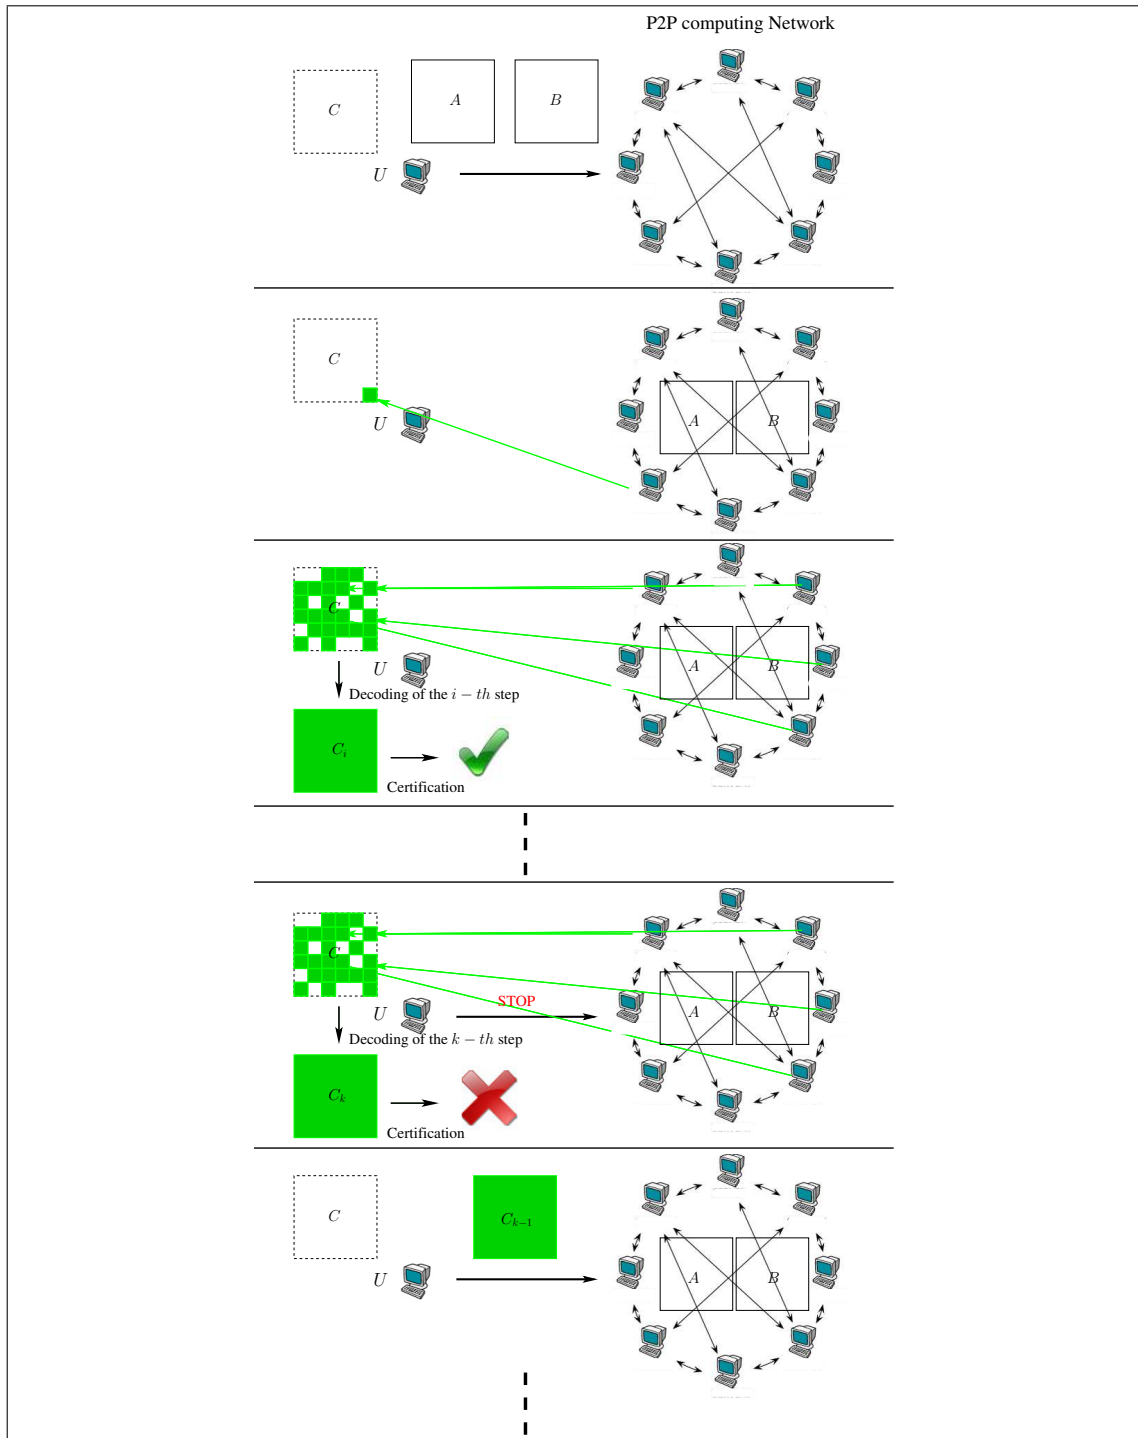 P2P computing Network
C
A
B
U
C
U
A
B
C
U
A
B
Decoding of the i − th step
C_i
Certification
C
U
STOP
A
B
Decoding of the k − th step
C_k
Certification
C
C_{k−1}
U
A
B